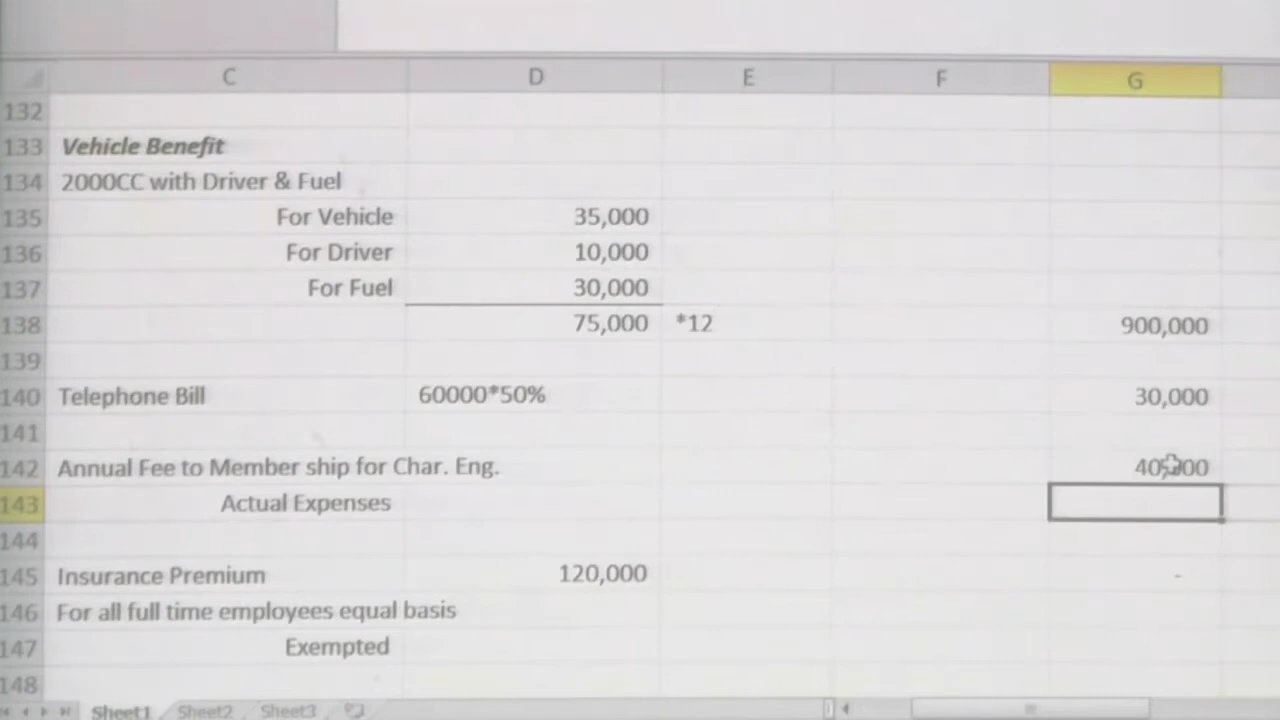 C D E F G
132
133 Vehicle Benefit
134 2000CC with Driver & Fuel
135 For Vehicle 35,000
136 For Driver 10,000
137 For Fuel 30,000
138 75,000 *12 900,000
139
140 Telephone Bill 60000*50% 30,000
141
142 Annual Fee to Member ship for Char. Eng. 40,000
143 Actual Expenses
144
145 Insurance Premium 120,000 -
146 For all full time employees equal basis
147 Exempted
148
Sheet1 Sheet2 Sheet3